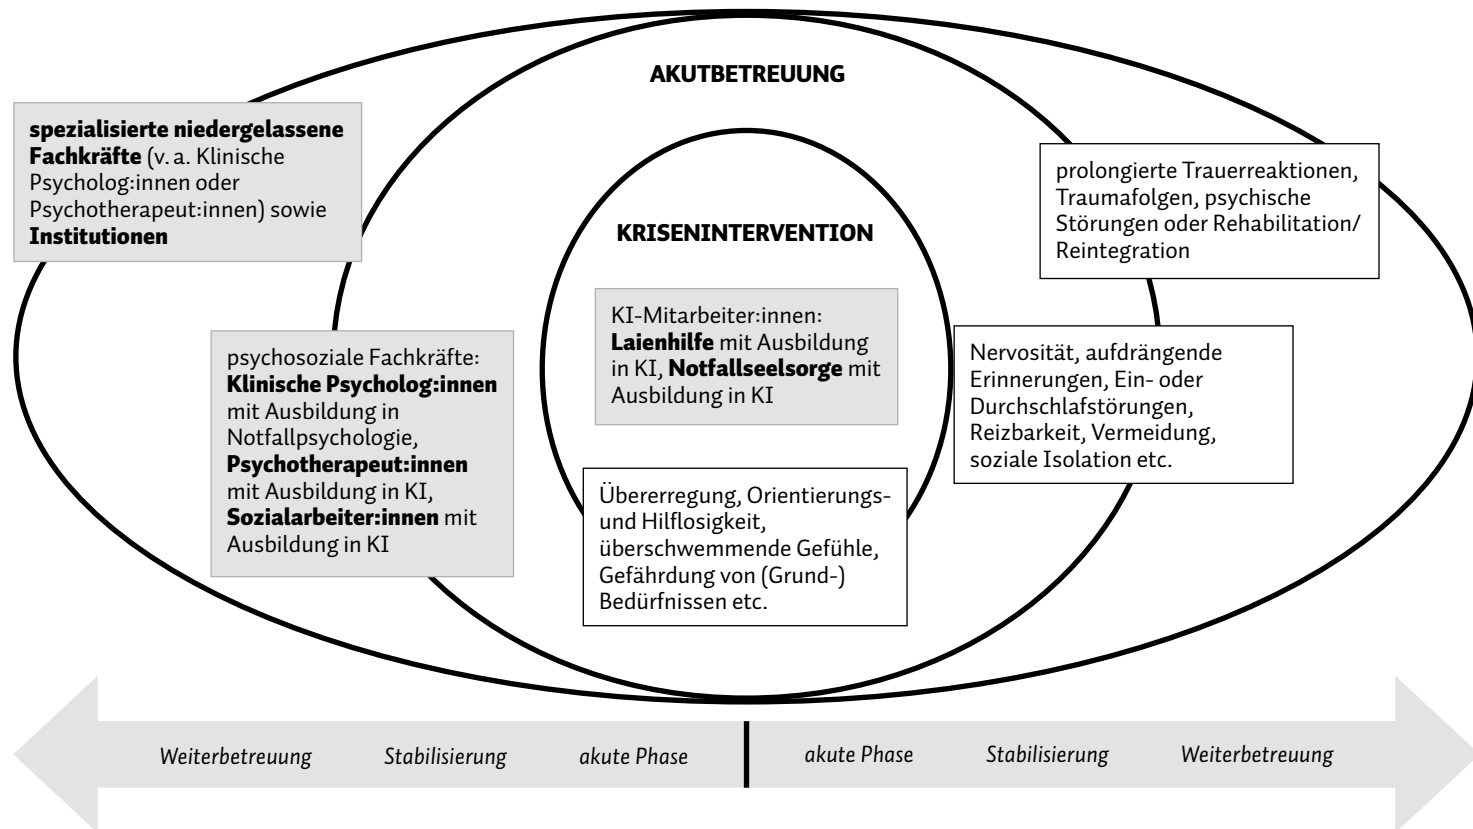 AKUTBETREUUNG
spezialisierte niedergelassene
Fachkräfte (v. a. Klinische
Psycholog:innen oder
Psychotherapeut:innen) sowie
Institutionen
prolongierte Trauerreaktionen,
Traumafolgen, psychische
Störungen oder Rehabilitation/
Reintegration
KRISENINTERVENTION
KI-Mitarbeiter:innen:
Laienhilfe mit Ausbildung
in KI, Notfallseelsorge mit
Ausbildung in KI
psychosoziale Fachkräfte:
Klinische Psycholog:innen
mit Ausbildung in
Notfallpsychologie,
Psychotherapeut:innen
mit Ausbildung in KI,
Sozialarbeiter:innen mit
Ausbildung in KI
Nervosität, aufdrängende
Erinnerungen, Ein- oder
Durchschlafstörungen,
Reizbarkeit, Vermeidung,
soziale Isolation etc.
Übererregung, Orientierungs-
und Hilflosigkeit,
überschwemmende Gefühle,
Gefährdung von (Grund-)
Bedürfnissen etc.
Weiterbetreuung Stabilisierung akute Phase akute Phase Stabilisierung Weiterbetreuung